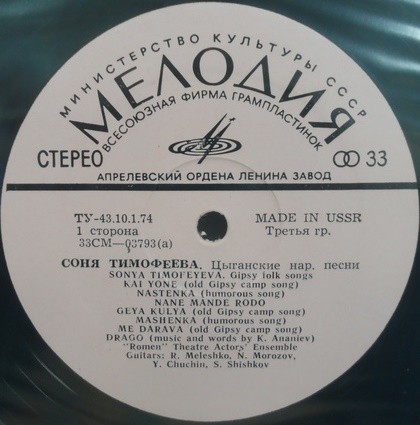 МИНИСТЕРСТВО КУЛЬТУРЫ СССР
МЕЛОДИЯ
ВСЕСОЮЗНАЯ ФИРМА ГРАМПЛАСТИНОК
СТЕРЕО
33
АПРЕЛЕВСКИЙ ОРДЕНА ЛЕНИНА ЗАВОД
ТУ-43.10.1.74
MADE IN USSR
1 сторона
Третья гр.
33СМ—03793(а)
СОНЯ ТИМОФЕЕВА. Цыганские нар. песни
SONYA TIMOFEYEVA. Gipsy folk songs
KAI YONE (old Gipsy camp song)
NASTENKA (humorous song)
NANE MANDE RODO
GEYA KULYA (old Gipsy camp song)
MASHENKA (humorous song)
ME DARAVA (old Gipsy camp song)
DRAGO (music and words by K. Ananiev)
"Romen" Theatre Actors' Ensemble
Guitars: R. Meleshko, N. Morozov,
Y. Chuchin, S. Shishkov